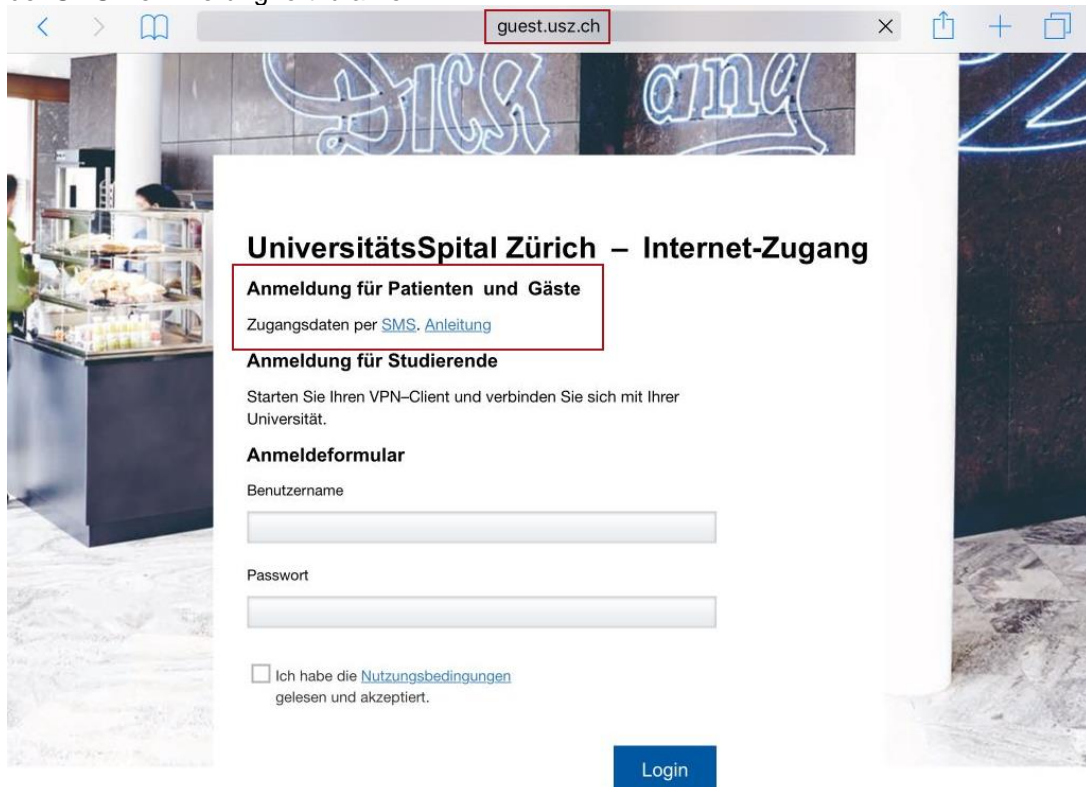 guest.usz.ch
Dick and
UniversitätsSpital Zürich – Internet-Zugang
Anmeldung für Patienten und Gäste
Zugangsdaten per SMS. Anleitung
Anmeldung für Studierende
Starten Sie Ihren VPN–Client und verbinden Sie sich mit Ihrer
Universität.
Anmeldeformular
Benutzername
Passwort
Ich habe die Nutzungsbedingungen
gelesen und akzeptiert.
Login